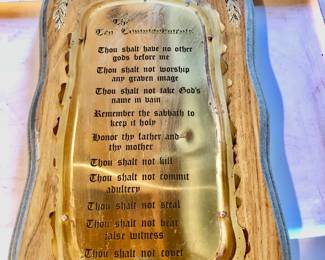 The
Ten Commandments
Thou shalt have no other
gods before me
Thou shalt not worship
any graven image
Thou shalt not take God's
name in vain
Remember the sabbath to
keep it holy
Honor thy father and
thy mother
Thou shalt not kill
Thou shalt not commit
adultery
Thou shalt not steal
Thou shalt not bear
false witness
Thou shalt not covet